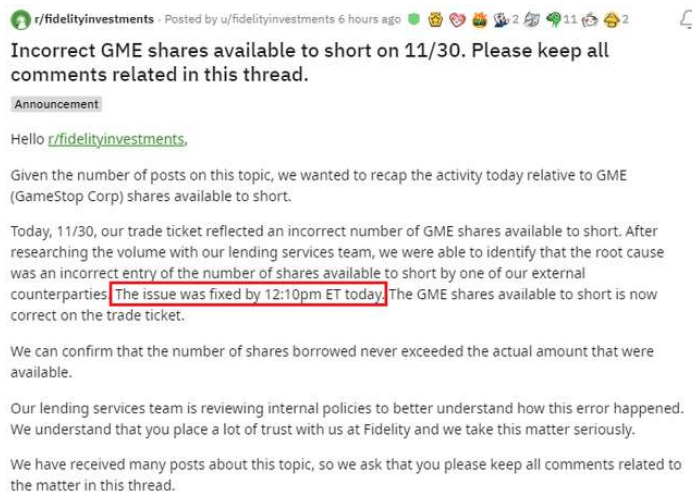 r/fidelityinvestments · Posted by u/fidelityinvestments 6 hours ago 2 11 2
Incorrect GME shares available to short on 11/30. Please keep all
comments related in this thread.
Announcement
Hello r/fidelityinvestments,
Given the number of posts on this topic, we wanted to recap the activity today relative to GME
(GameStop Corp) shares available to short.
Today, 11/30, our trade ticket reflected an incorrect number of GME shares available to short. After
researching the volume with our lending services team, we were able to identify that the root cause
was an incorrect entry of the number of shares available to short by one of our external
counterparties. The issue was fixed by 12:10pm ET today. The GME shares available to short is now
correct on the trade ticket.
We can confirm that the number of shares borrowed never exceeded the actual amount that were
available.
Our lending services team is reviewing internal policies to better understand how this error happened.
We understand that you place a lot of trust with us at Fidelity and we take this matter seriously.
We have received many posts about this topic, so we ask that you please keep all comments related to
the matter in this thread.